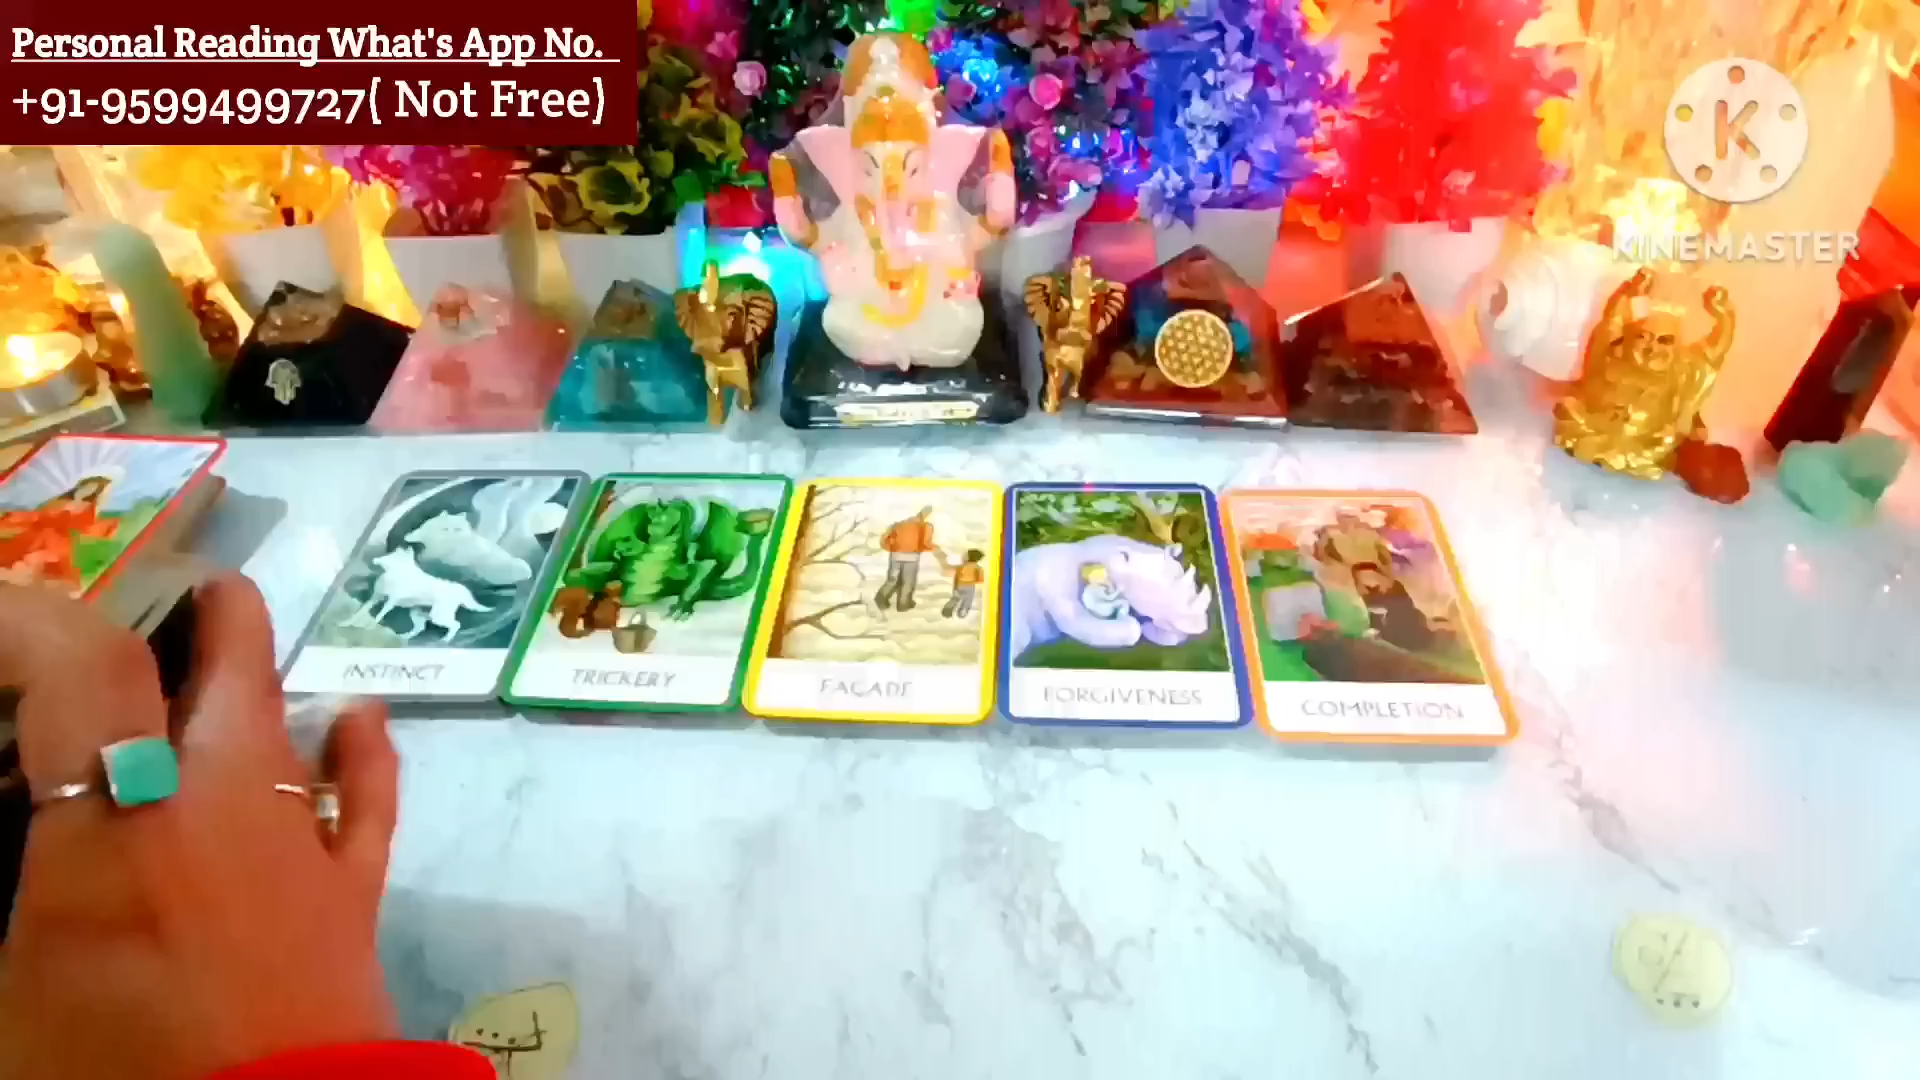 Personal Reading What's App No.
+91-9599499727( Not Free)
K
KINEMASTER
INSTINCT
TRICKERY
FACADE
FORGIVENESS
COMPLETION